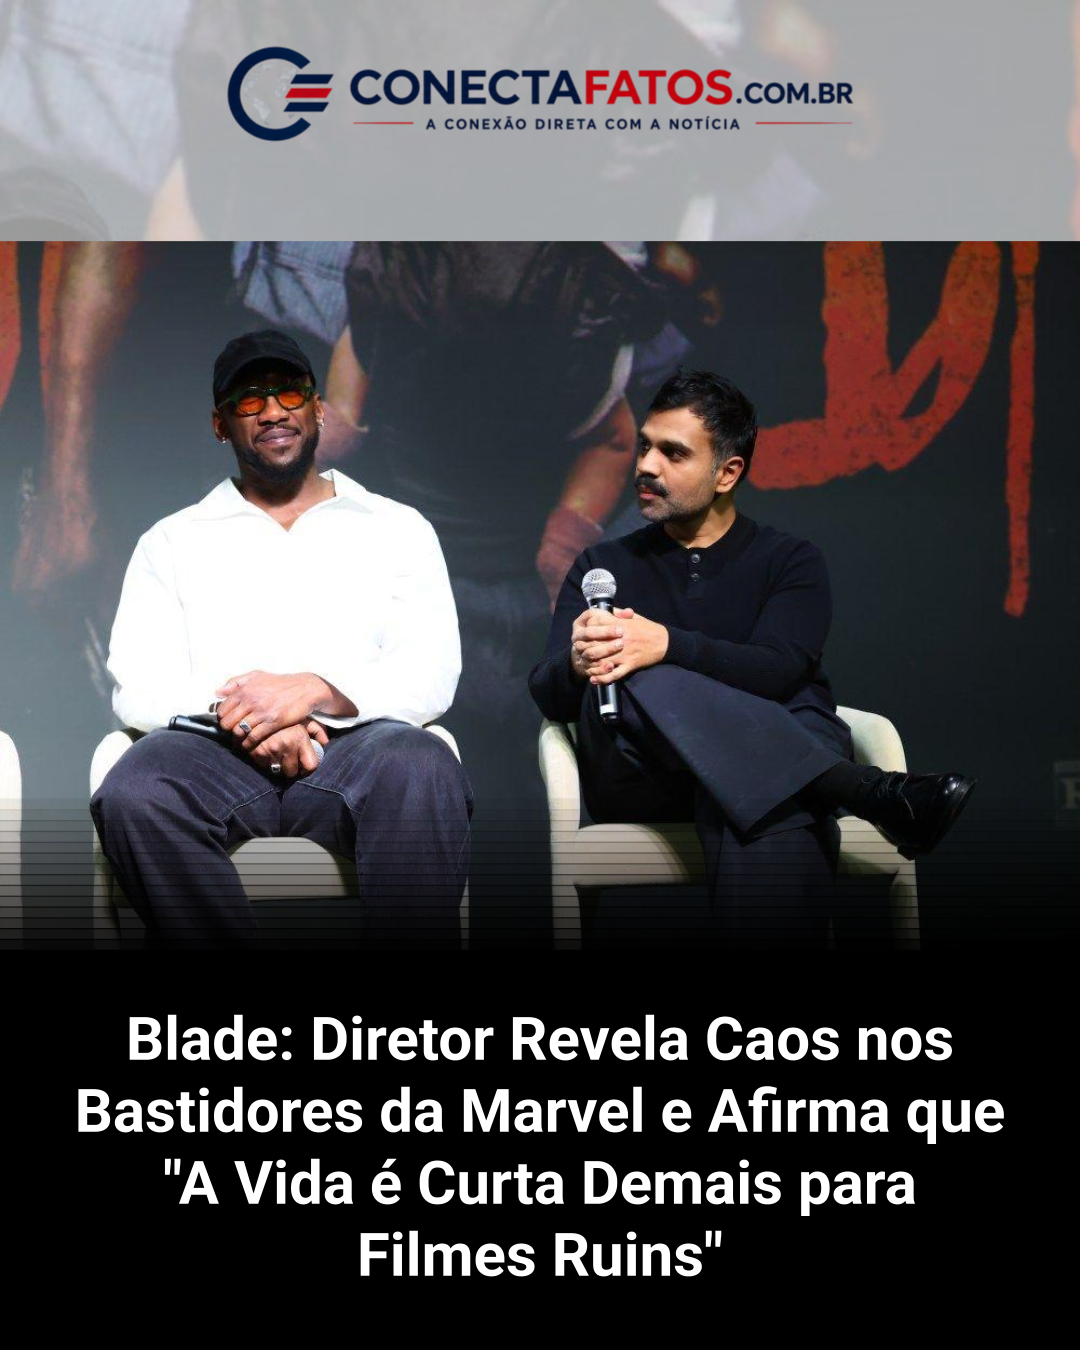 CONECTAFATOS.COM.BR
A CONEXÃO DIRETA COM A NOTÍCIA
Blade: Diretor Revela Caos nos
Bastidores da Marvel e Afirma que
"A Vida é Curta Demais para
Filmes Ruins"